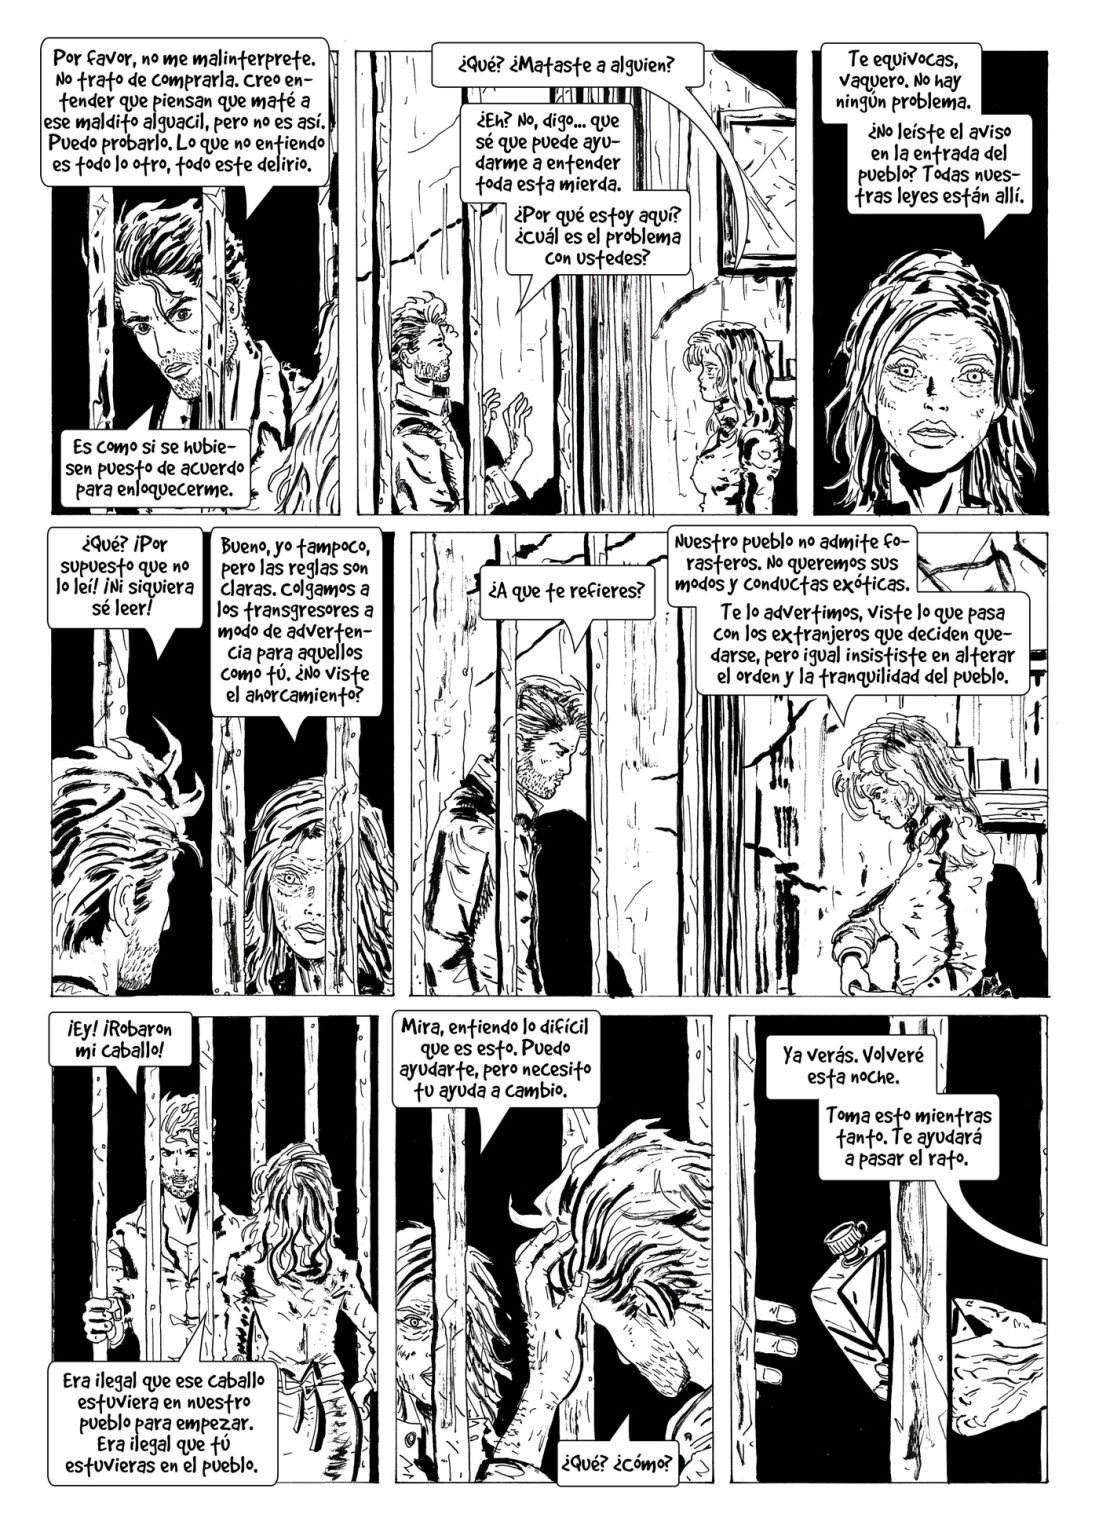 Por favor, no me malinterprete.
No trato de comprarla. Creo en-
tender que piensan que maté a
ese maldito alguacil, pero no es así.
Puedo probarlo. Lo que no entiendo
es todo lo otro, todo este delirio.
Es como si se hubie-
sen puesto de acuerdo
para enloquecerme.
¿Qué? ¿Mataste a alguien?
¿Eh? No, digo... que
sé que puede ayu-
darme a entender
toda esta mierda.
¿Por qué estoy aquí?
¿Cuál es el problema
con ustedes?
Te equivocas,
vaquero. No hay
ningún problema.
¿No leíste el aviso
en la entrada del
pueblo? Todas nues-
tras leyes están allí.
¿Qué? ¡Por
supuesto que no
lo leí! ¡Ni siquiera
sé leer!
Bueno, yo tampoco,
pero las reglas son
claras. Colgamos a
los transgresores a
modo de adverten-
cia para aquellos
como tú. ¿No viste
el ahorcamiento?
¿A que te refieres?
Nuestro pueblo no admite fo-
rasteros. No queremos sus
modos y conductas exóticas.
Te lo advertimos, viste lo que pasa
con los extranjeros que deciden que-
darse, pero igual insististe en alterar
el orden y la tranquilidad del pueblo.
¡Ey! ¡Robaron
mi caballo!
Era ilegal que ese caballo
estuviera en nuestro
pueblo para empezar.
Era ilegal que tú
estuvieras en el pueblo.
Mira, entiendo lo difícil
que es esto. Puedo
ayudarte, pero necesito
tu ayuda a cambio.
¿Qué? ¿Cómo?
Ya verás. Volveré
esta noche.
Toma esto mientras
tanto. Te ayudará
a pasar el rato.